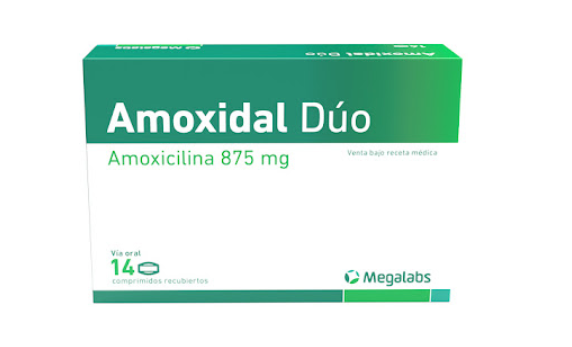 Amoxidal Dúo
Amoxicilina 875 mg
Venta bajo receta médica
Vía oral
14
comprimidos recubiertos
Megalabs